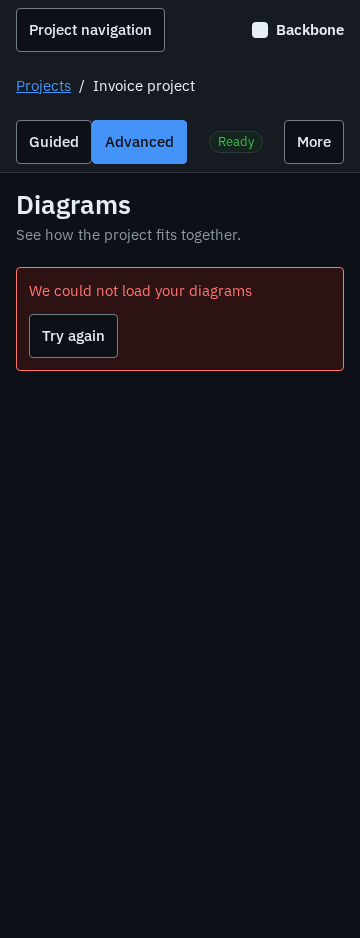 Project navigation
Backbone
Projects / Invoice project
Guided
Advanced
Ready
More
Diagrams
See how the project fits together.
We could not load your diagrams
Try again